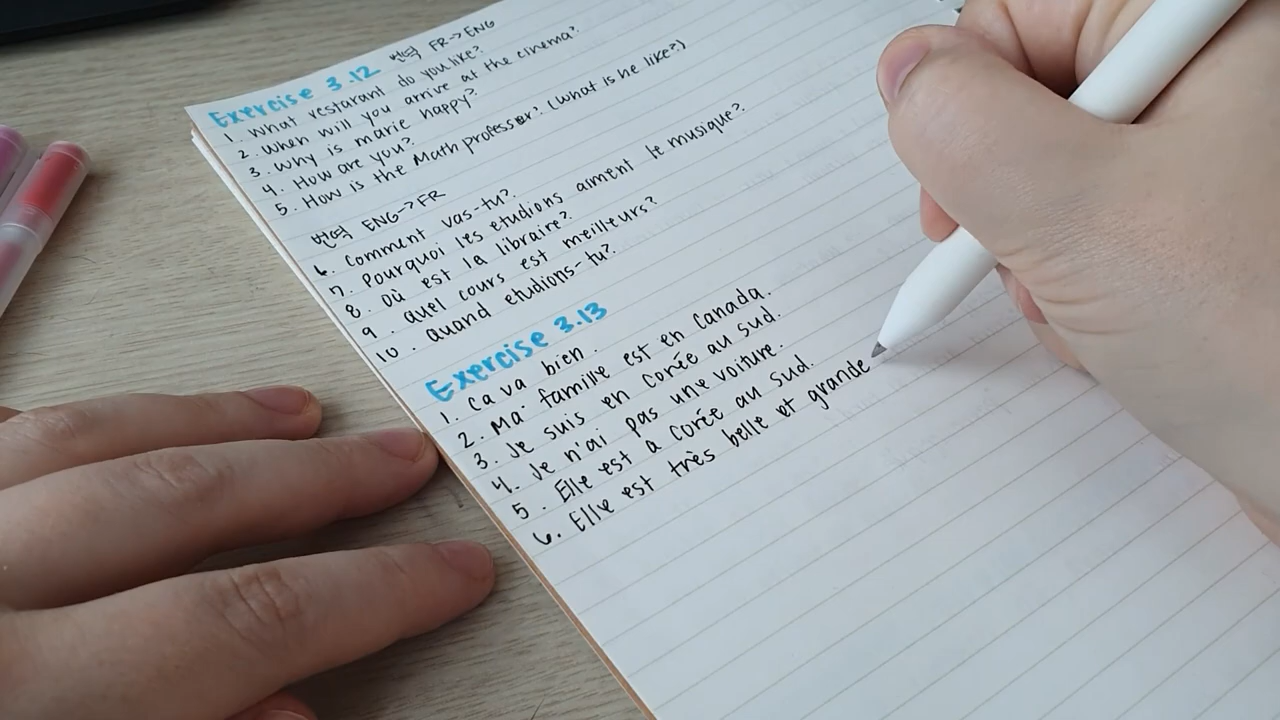 Exercise 3.12 번역 FR→ENG
1. What restarant do you like?
2. When will you arrive at the cinema?
3. Why is marie happy?
4. How are you?
5. How is the Math professor? (What is he like?)
번역 ENG→FR
6. Comment vas-tu?
7. Pourquoi les etudions aiment le musique?
8. Où est la libraire?
9. Quel cours est meilleurs?
10. Quand etudions-tu?
Exercise 3.13
1. Ca va bien.
2. Ma famille est en Canada.
3. Je suis en Corée au sud.
4. Je n'ai pas une voiture.
5. Elle est a Corée au sud.
6. Elle est très belle et grande